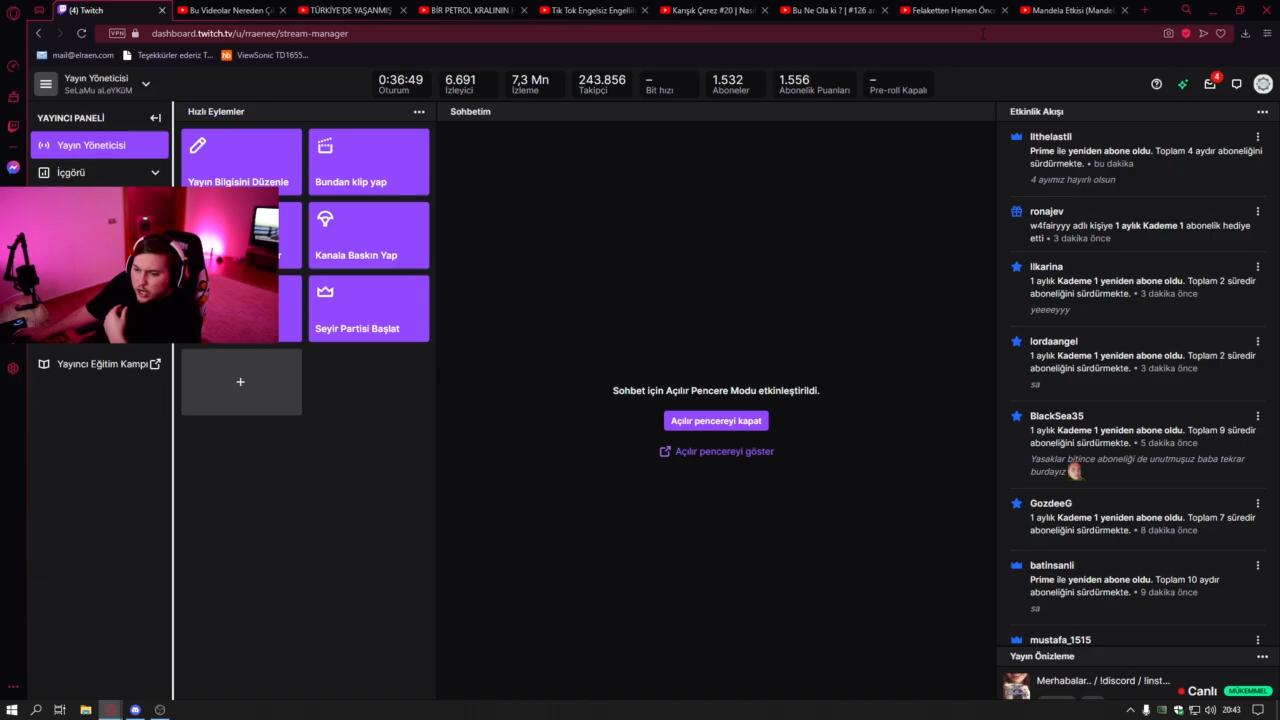 (4) Twitch
Bu Videolar Nereden Çı
TÜRKİYE'DE YAŞANMIŞ
BİR PETROL KRALININ H
Tik Tok Engelsiz Engelli
Karışık Çerez #20 | Nasıl
Bu Ne Ola ki ? | #126 an
Felaketten Hemen Önc
Mandela Etkisi (Mandel
VPN
dashboard.twitch.tv/u/rraenee/stream-manager
mail@elraen.com
Teşekkürler ederiz T...
hb
ViewSonic TD1655...
Yayın Yöneticisi
SeLaMu aLeYKüM
0:36:49
Oturum
6.691
İzleyici
7,3 Mn
İzleme
243.856
Takipçi
–
Bit hızı
1.532
Aboneler
1.556
Abonelik Puanları
–
Pre-roll Kapalı
4
YAYINCI PANELİ
Yayın Yöneticisi
İçgörü
Yayıncı Eğitim Kampı
Hızlı Eylemler
Yayın Bilgisini Düzenle
Bundan klip yap
Kanala Baskın Yap
Seyir Partisi Başlat
+
Sohbetim
Sohbet için Açılır Pencere Modu etkinleştirildi.
Açılır pencereyi kapat
Açılır pencereyi göster
Etkinlik Akışı
Prime ile yeniden abone oldu. Toplam 4 aydır aboneliğini
sürdürmekte. • bu dakika
4 ayımız hayırlı olsun
ronajev
w4fairyyy adlı kişiye 1 aylık Kademe 1 abonelik hediye
etti • 3 dakika önce
1 aylık Kademe 1 yeniden abone oldu. Toplam 2 süredir
aboneliğini sürdürmekte. • 3 dakika önce
yeeeeyyy
lordaangel
1 aylık Kademe 1 yeniden abone oldu. Toplam 2 süredir
aboneliğini sürdürmekte. • 3 dakika önce
sa
BlackSea35
1 aylık Kademe 1 yeniden abone oldu. Toplam 9 süredir
aboneliğini sürdürmekte. • 5 dakika önce
Yasaklar bitince aboneliği de unutmuşuz baba tekrar
burdayız
GozdeeG
1 aylık Kademe 1 yeniden abone oldu. Toplam 7 süredir
aboneliğini sürdürmekte. • 8 dakika önce
batinsanli
Prime ile yeniden abone oldu. Toplam 10 aydır
aboneliğini sürdürmekte. • 9 dakika önce
sa
mustafa_1515
Yayın Önizleme
Merhabalar.. / !discord / !inst...
Canlı
MÜKEMMEL
20:43